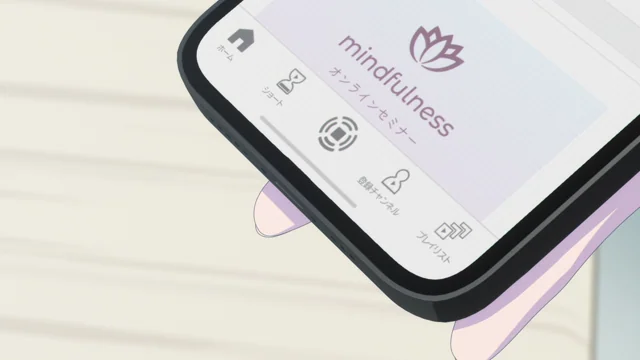 mindfulness
オンラインセミナー
ホーム
ショート
登録チャンネル
プレイリスト